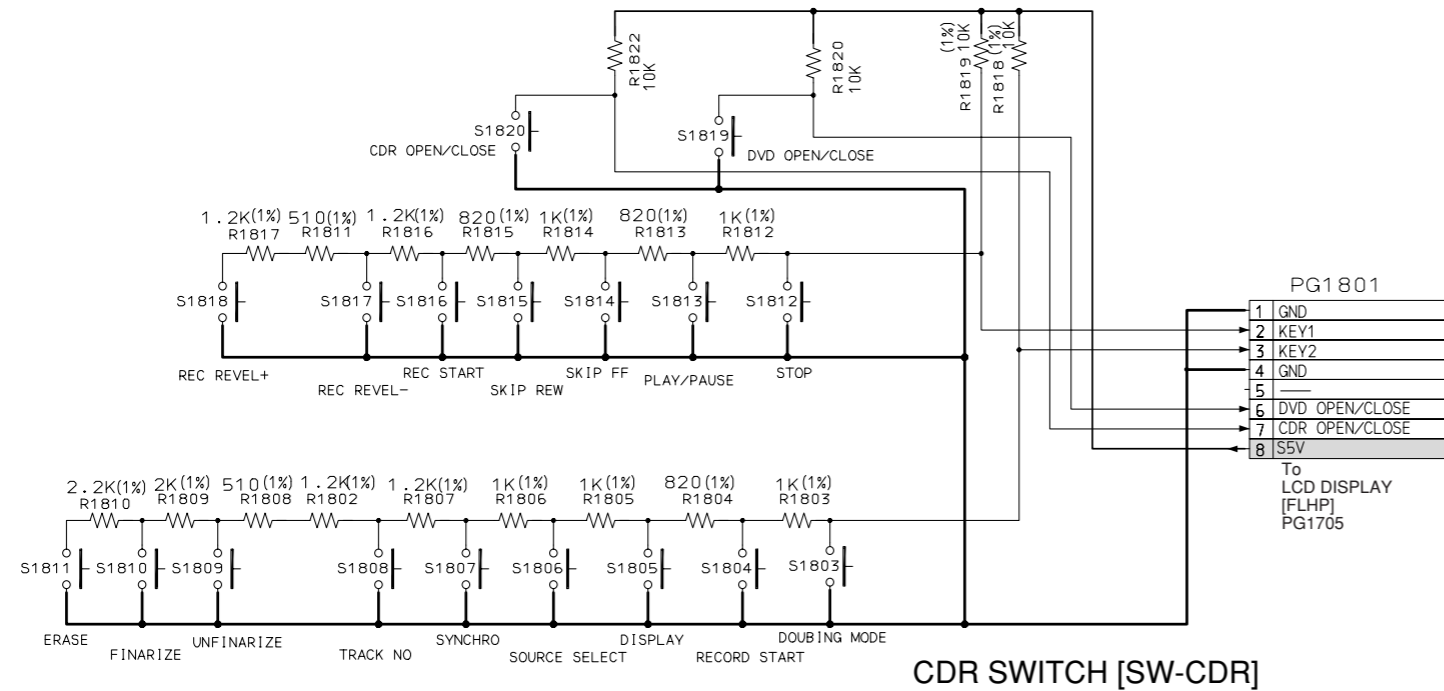 R1822
10K
R1820
10K
R1819 10K (1%)
R1818 (1%)
10K
S1820
CDR OPEN/CLOSE
S1819
DVD OPEN/CLOSE
1.2K(1%) 510(1%) 1.2K(1%) 820(1%) 1K(1%) 820(1%) 1K(1%)
R1817 R1811 R1816 R1815 R1814 R1813 R1812
S1818 S1817 S1816 S1815 S1814 S1813 S1812
REC REVEL+ REC REVEL- REC START SKIP REW SKIP FF PLAY/PAUSE STOP
PG1801
1 GND
2 KEY1
3 KEY2
4 GND
5
6 DVD OPEN/CLOSE
7 CDR OPEN/CLOSE
8 S5V
To
LCD DISPLAY
[FLHP]
PG1705
2.2K(1%) 2K(1%) 510(1%) 1.2K(1%) 1.2K(1%) 1K(1%) 1K(1%) 820(1%) 1K(1%)
R1810 R1809 R1808 R1802 R1807 R1806 R1805 R1804 R1803
S1811 S1810 S1809 S1808 S1807 S1806 S1805 S1804 S1803
ERASE FINARIZE UNFINARIZE TRACK NO SYNCHRO SOURCE SELECT DISPLAY RECORD START DOUBING MODE
CDR SWITCH [SW-CDR]